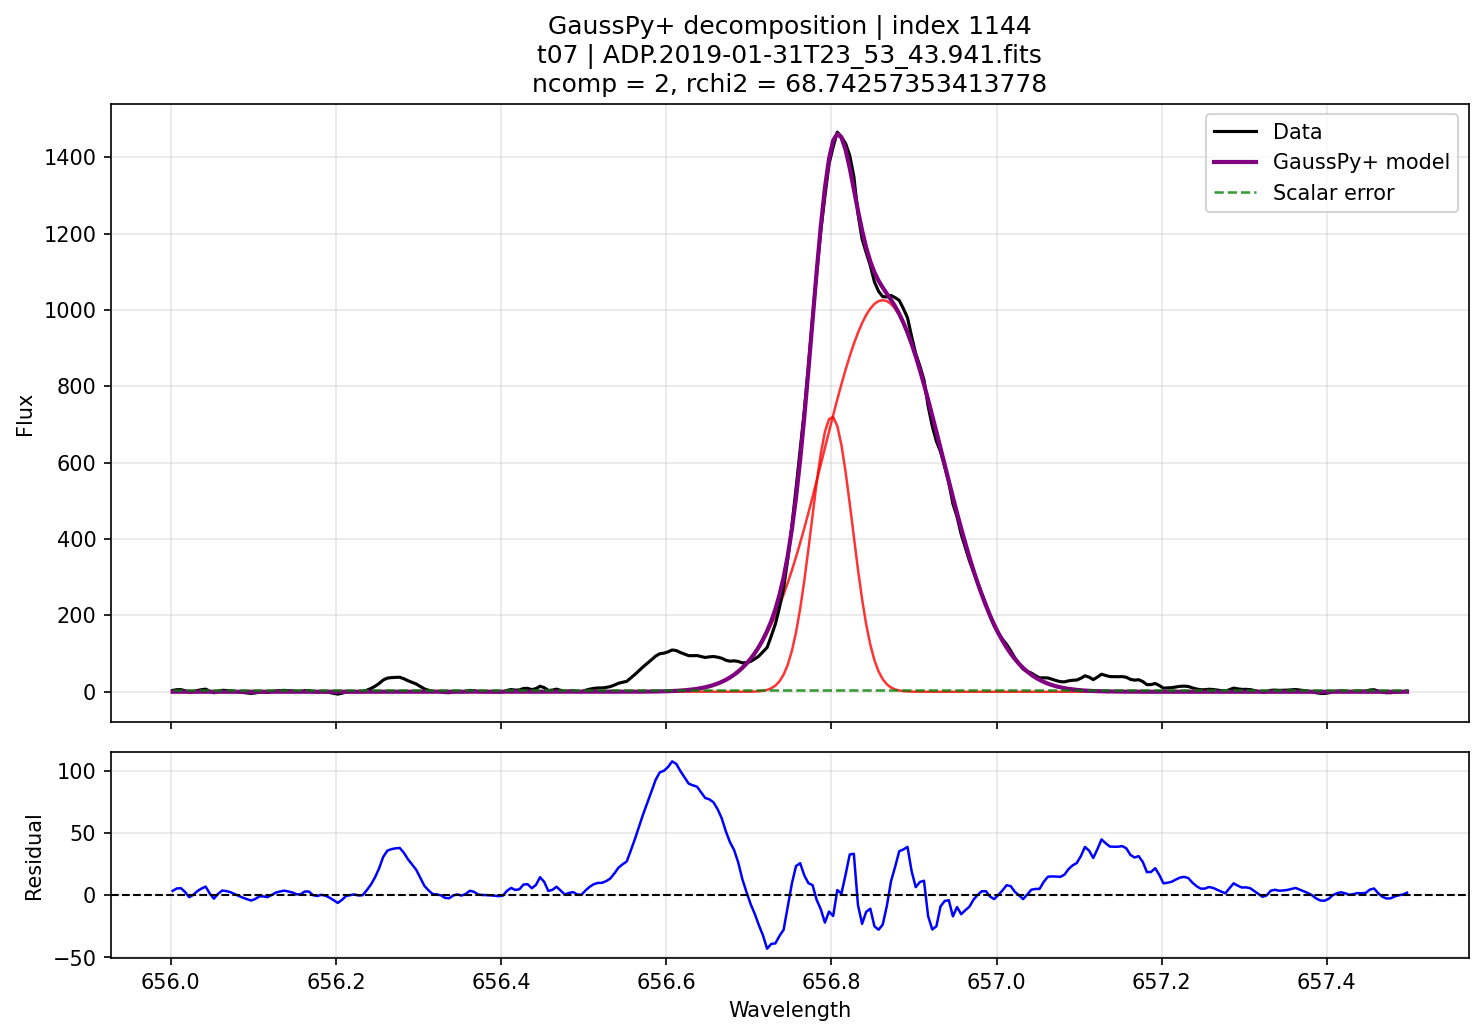 GaussPy+ decomposition | index 1144
t07 | ADP.2019-01-31T23_53_43.941.fits
ncomp = 2, rchi2 = 68.74257353413778
Data
GaussPy+ model
Scalar error
1400
1200
1000
800
600
400
200
0
Flux
100
50
0
−50
Residual
656.0 656.2 656.4 656.6 656.8 657.0 657.2 657.4
Wavelength